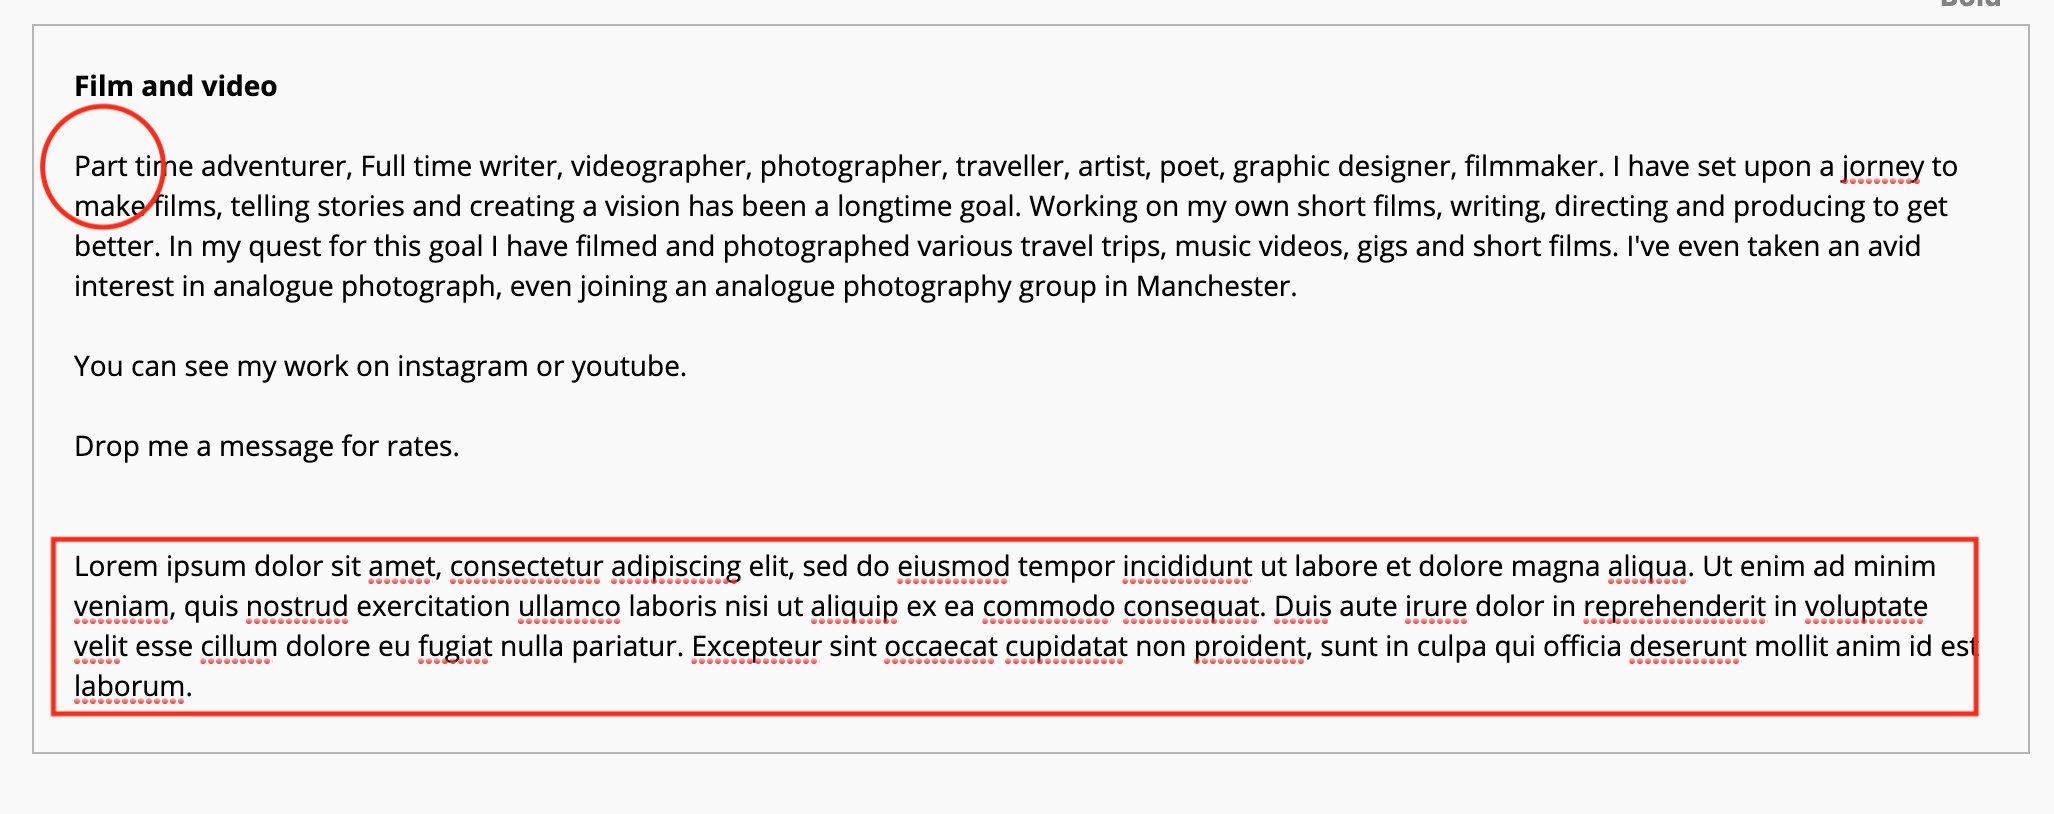 Film and video
Part time adventurer, Full time writer, videographer, photographer, traveller, artist, poet, graphic designer, filmmaker. I have set upon a jorney to
make films, telling stories and creating a vision has been a longtime goal. Working on my own short films, writing, directing and producing to get
better. In my quest for this goal I have filmed and photographed various travel trips, music videos, gigs and short films. I've even taken an avid
interest in analogue photograph, even joining an analogue photography group in Manchester.
You can see my work on instagram or youtube.
Drop me a message for rates.
Lorem ipsum dolor sit amet, consectetur adipiscing elit, sed do eiusmod tempor incididunt ut labore et dolore magna aliqua. Ut enim ad minim
veniam, quis nostrud exercitation ullamco laboris nisi ut aliquip ex ea commodo consequat. Duis aute irure dolor in reprehenderit in voluptate
velit esse cillum dolore eu fugiat nulla pariatur. Excepteur sint occaecat cupidatat non proident, sunt in culpa qui officia deserunt mollit anim id est
laborum.